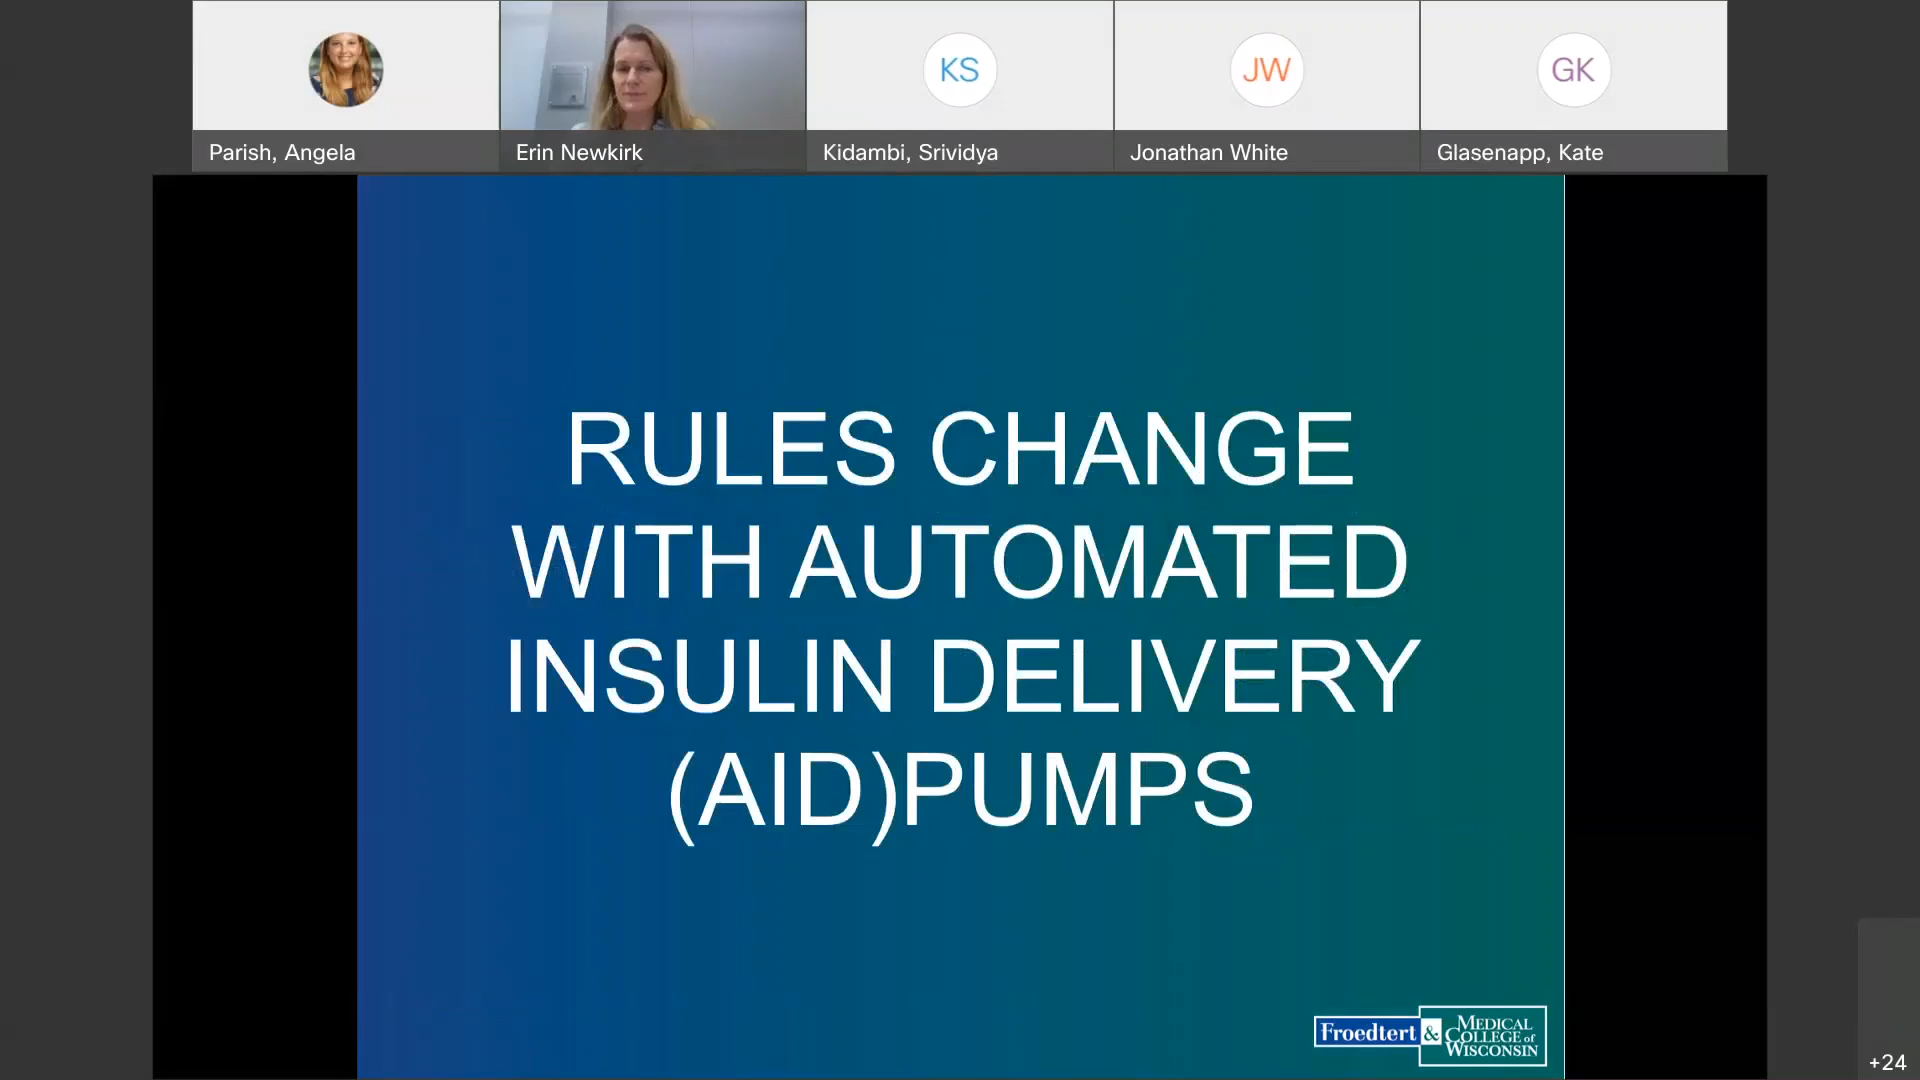 KS
JW
GK
Parish, Angela
Erin Newkirk
Kidambi, Srividya
Jonathan White
Glasenapp, Kate
RULES CHANGE
WITH AUTOMATED
INSULIN DELIVERY
(AID)PUMPS
Froedtert & MEDICAL
COLLEGE of
WISCONSIN
+24